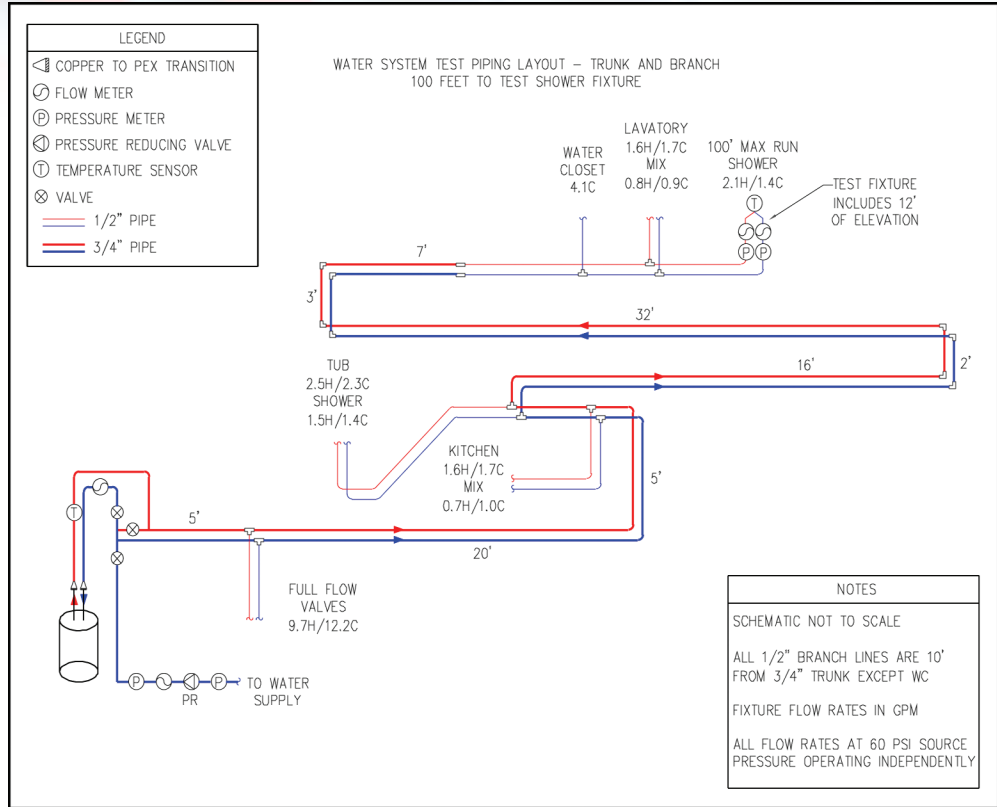 LEGEND
COPPER TO PEX TRANSITION
FLOW METER
P PRESSURE METER
PRESSURE REDUCING VALVE
T TEMPERATURE SENSOR
VALVE
1/2" PIPE
3/4" PIPE
WATER SYSTEM TEST PIPING LAYOUT – TRUNK AND BRANCH
100 FEET TO TEST SHOWER FIXTURE
WATER
CLOSET
4.1C
LAVATORY
1.6H/1.7C
MIX
0.8H/0.9C
100' MAX RUN
SHOWER
2.1H/1.4C
T
P P
TEST FIXTURE
INCLUDES 12'
OF ELEVATION
7'
3'
32'
16'
2'
TUB
2.5H/2.3C
SHOWER
1.5H/1.4C
KITCHEN
1.6H/1.7C
MIX
0.7H/1.0C
5'
T
5'
20'
FULL FLOW
VALVES
9.7H/12.2C
P P
PR
TO WATER
SUPPLY
NOTES
SCHEMATIC NOT TO SCALE
ALL 1/2" BRANCH LINES ARE 10'
FROM 3/4" TRUNK EXCEPT WC
FIXTURE FLOW RATES IN GPM
ALL FLOW RATES AT 60 PSI SOURCE
PRESSURE OPERATING INDEPENDENTLY